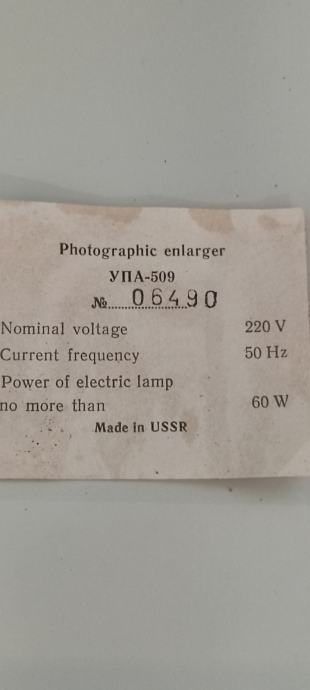 Photographic enlarger
УПА-509
№ 06490
Nominal voltage 220 V
Current frequency 50 Hz
Power of electric lamp
no more than 60 W
Made in USSR